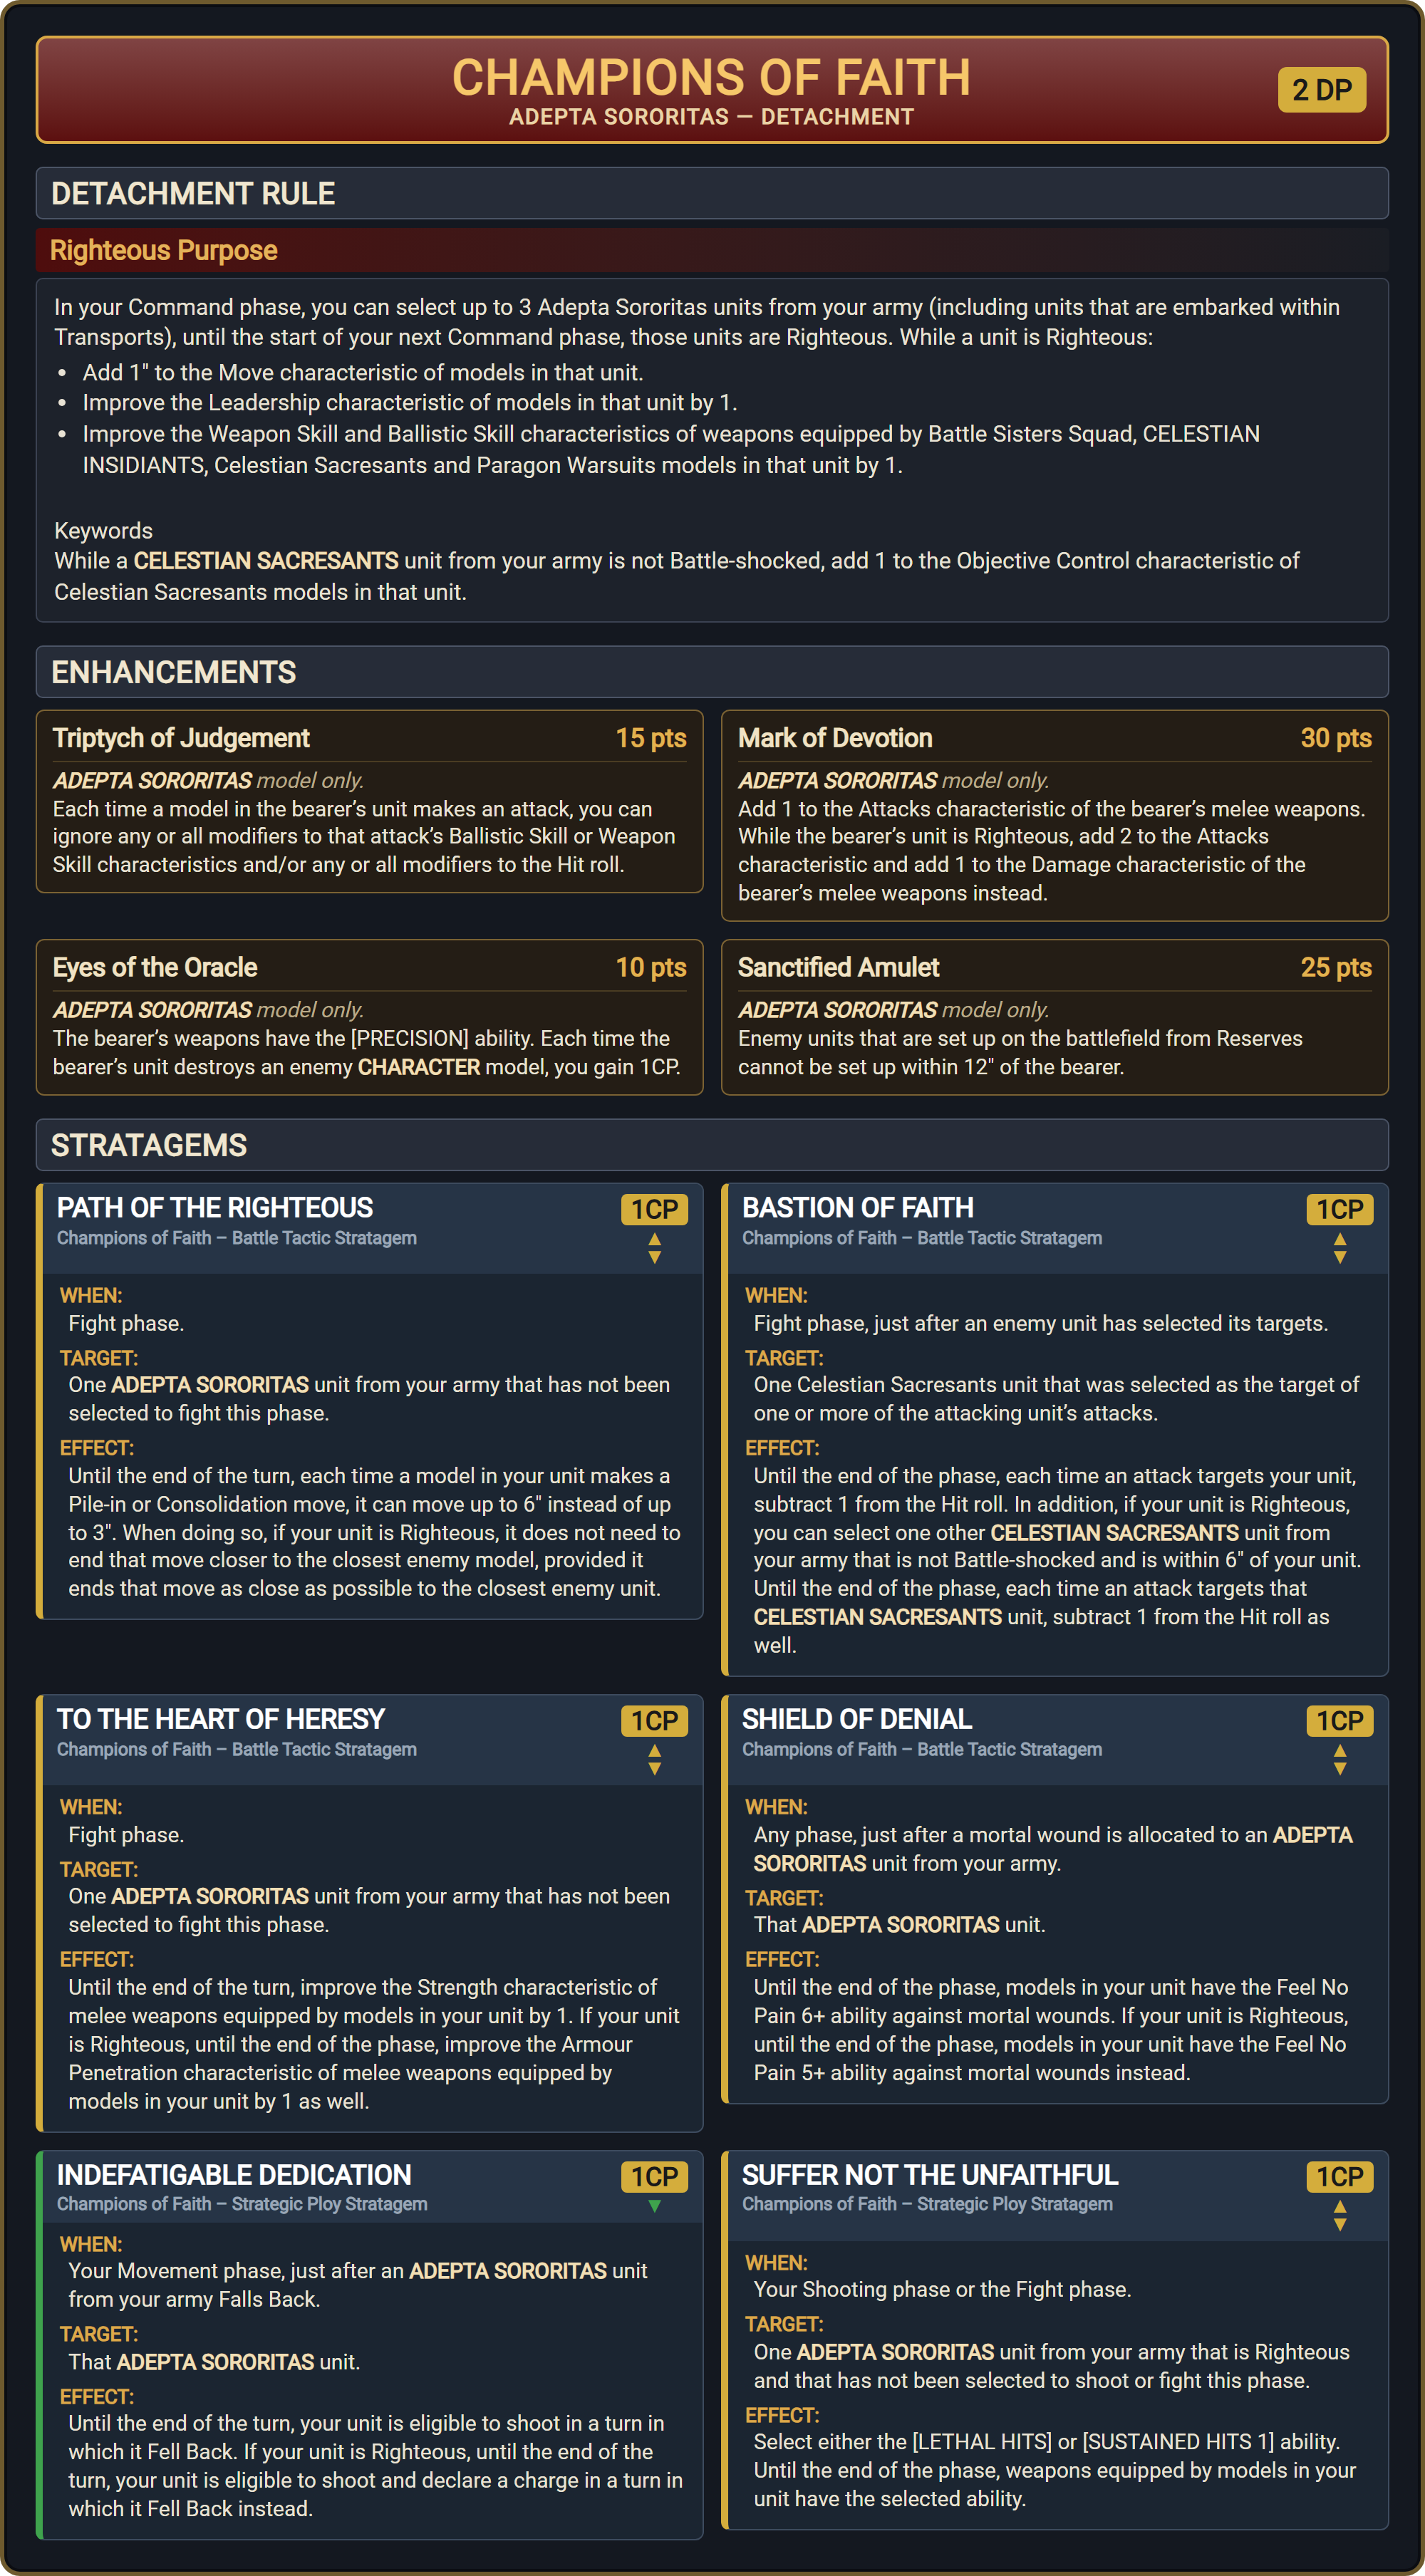 CHAMPIONS OF FAITH
ADEPTA SORORITAS — DETACHMENT
2 DP
DETACHMENT RULE
Righteous Purpose
In your Command phase, you can select up to 3 Adepta Sororitas units from your army (including units that are embarked within
Transports), until the start of your next Command phase, those units are Righteous. While a unit is Righteous:
• Add 1" to the Move characteristic of models in that unit.
• Improve the Leadership characteristic of models in that unit by 1.
• Improve the Weapon Skill and Ballistic Skill characteristics of weapons equipped by Battle Sisters Squad, CELESTIAN
INSIDIANTS, Celestian Sacresants and Paragon Warsuits models in that unit by 1.
Keywords
While a CELESTIAN SACRESANTS unit from your army is not Battle-shocked, add 1 to the Objective Control characteristic of
Celestian Sacresants models in that unit.
ENHANCEMENTS
Triptych of Judgement 15 pts
ADEPTA SORORITAS model only.
Each time a model in the bearer’s unit makes an attack, you can
ignore any or all modifiers to that attack’s Ballistic Skill or Weapon
Skill characteristics and/or any or all modifiers to the Hit roll.
Mark of Devotion 30 pts
ADEPTA SORORITAS model only.
Add 1 to the Attacks characteristic of the bearer’s melee weapons.
While the bearer’s unit is Righteous, add 2 to the Attacks
characteristic and add 1 to the Damage characteristic of the
bearer’s melee weapons instead.
Eyes of the Oracle 10 pts
ADEPTA SORORITAS model only.
The bearer’s weapons have the [PRECISION] ability. Each time the
bearer’s unit destroys an enemy CHARACTER model, you gain 1CP.
Sanctified Amulet 25 pts
ADEPTA SORORITAS model only.
Enemy units that are set up on the battlefield from Reserves
cannot be set up within 12" of the bearer.
STRATAGEMS
PATH OF THE RIGHTEOUS 1CP
Champions of Faith – Battle Tactic Stratagem
▲
▼
WHEN:
Fight phase.
TARGET:
One ADEPTA SORORITAS unit from your army that has not been
selected to fight this phase.
EFFECT:
Until the end of the turn, each time a model in your unit makes a
Pile-in or Consolidation move, it can move up to 6" instead of up
to 3". When doing so, if your unit is Righteous, it does not need to
end that move closer to the closest enemy model, provided it
ends that move as close as possible to the closest enemy unit.
BASTION OF FAITH 1CP
Champions of Faith – Battle Tactic Stratagem
▲
▼
WHEN:
Fight phase, just after an enemy unit has selected its targets.
TARGET:
One Celestian Sacresants unit that was selected as the target of
one or more of the attacking unit’s attacks.
EFFECT:
Until the end of the phase, each time an attack targets your unit,
subtract 1 from the Hit roll. In addition, if your unit is Righteous,
you can select one other CELESTIAN SACRESANTS unit from
your army that is not Battle-shocked and is within 6" of your unit.
Until the end of the phase, each time an attack targets that
CELESTIAN SACRESANTS unit, subtract 1 from the Hit roll as
well.
TO THE HEART OF HERESY 1CP
Champions of Faith – Battle Tactic Stratagem
▲
▼
WHEN:
Fight phase.
TARGET:
One ADEPTA SORORITAS unit from your army that has not been
selected to fight this phase.
EFFECT:
Until the end of the turn, improve the Strength characteristic of
melee weapons equipped by models in your unit by 1. If your unit
is Righteous, until the end of the phase, improve the Armour
Penetration characteristic of melee weapons equipped by
models in your unit by 1 as well.
SHIELD OF DENIAL 1CP
Champions of Faith – Battle Tactic Stratagem
▲
▼
WHEN:
Any phase, just after a mortal wound is allocated to an ADEPTA
SORORITAS unit from your army.
TARGET:
That ADEPTA SORORITAS unit.
EFFECT:
Until the end of the phase, models in your unit have the Feel No
Pain 6+ ability against mortal wounds. If your unit is Righteous,
until the end of the phase, models in your unit have the Feel No
Pain 5+ ability against mortal wounds instead.
INDEFATIGABLE DEDICATION 1CP
Champions of Faith – Strategic Ploy Stratagem
▼
WHEN:
Your Movement phase, just after an ADEPTA SORORITAS unit
from your army Falls Back.
TARGET:
That ADEPTA SORORITAS unit.
EFFECT:
Until the end of the turn, your unit is eligible to shoot in a turn in
which it Fell Back. If your unit is Righteous, until the end of the
turn, your unit is eligible to shoot and declare a charge in a turn in
which it Fell Back instead.
SUFFER NOT THE UNFAITHFUL 1CP
Champions of Faith – Strategic Ploy Stratagem
▲
▼
WHEN:
Your Shooting phase or the Fight phase.
TARGET:
One ADEPTA SORORITAS unit from your army that is Righteous
and that has not been selected to shoot or fight this phase.
EFFECT:
Select either the [LETHAL HITS] or [SUSTAINED HITS 1] ability.
Until the end of the phase, weapons equipped by models in your
unit have the selected ability.